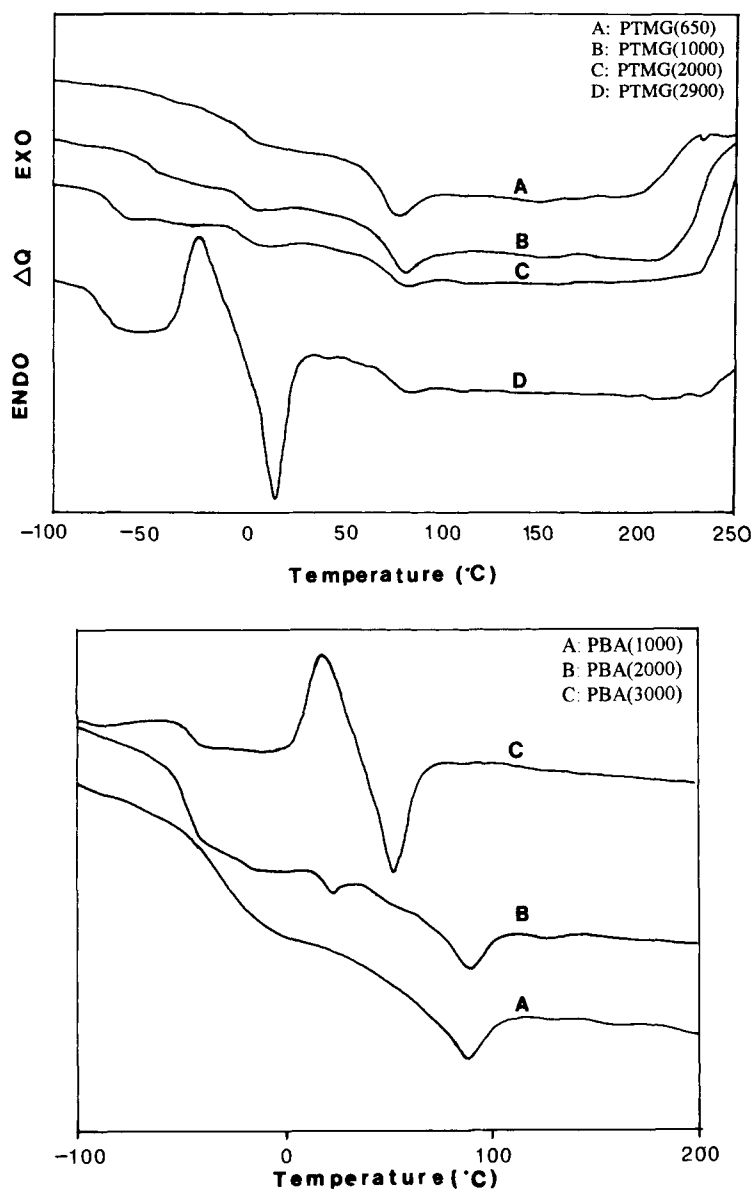 A: PTMG(650)
B: PTMG(1000)
C: PTMG(2000)
D: PTMG(2900)
EXO
ΔQ
ENDO
A
B
C
D
-100 -50 0 50 100 150 200 250
Temperature (°C)
A: PBA(1000)
B: PBA(2000)
C: PBA(3000)
C
B
A
-100 0 100 200
Temperature(°C)